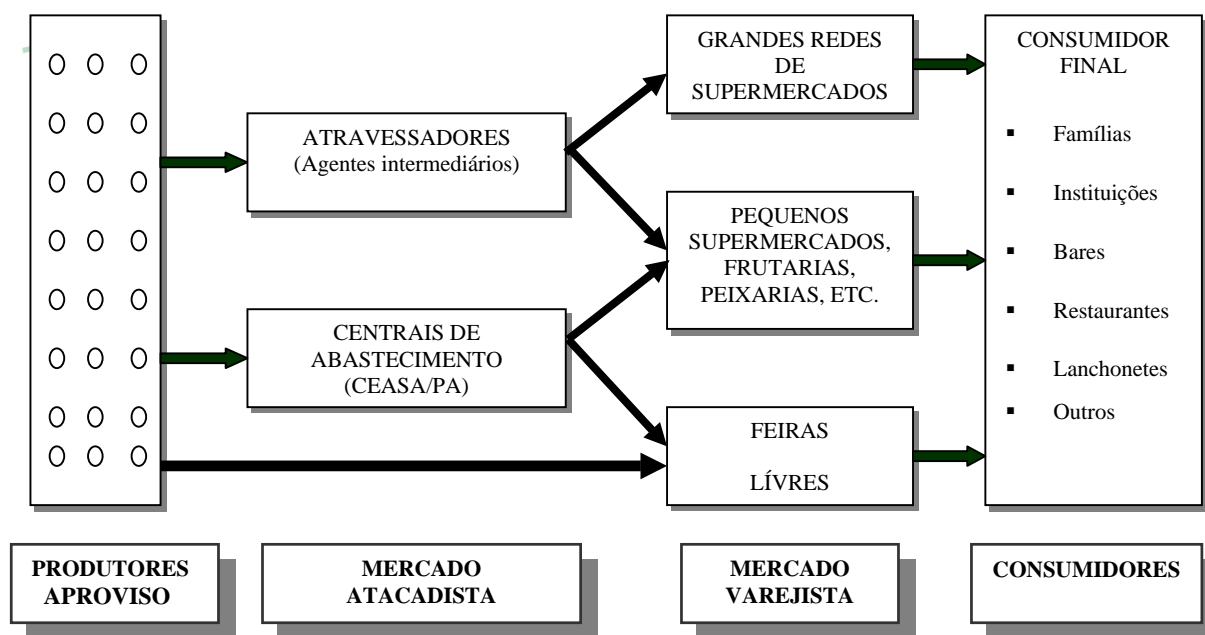 GRANDES REDES
DE
SUPERMERCADOS
CONSUMIDOR
FINAL
Famílias
Instituições
Bares
Restaurantes
Lanchonetes
Outros
ATRAVESSADORES
(Agentes intermediários)
PEQUENOS
SUPERMERCADOS,
FRUTARIAS,
PEIXARIAS, ETC.
CENTRAIS DE
ABASTECIMENTO
(CEASA/PA)
FEIRAS
LÍVRES
PRODUTORES
APROVISO
MERCADO
ATACADISTA
MERCADO
VAREJISTA
CONSUMIDORES